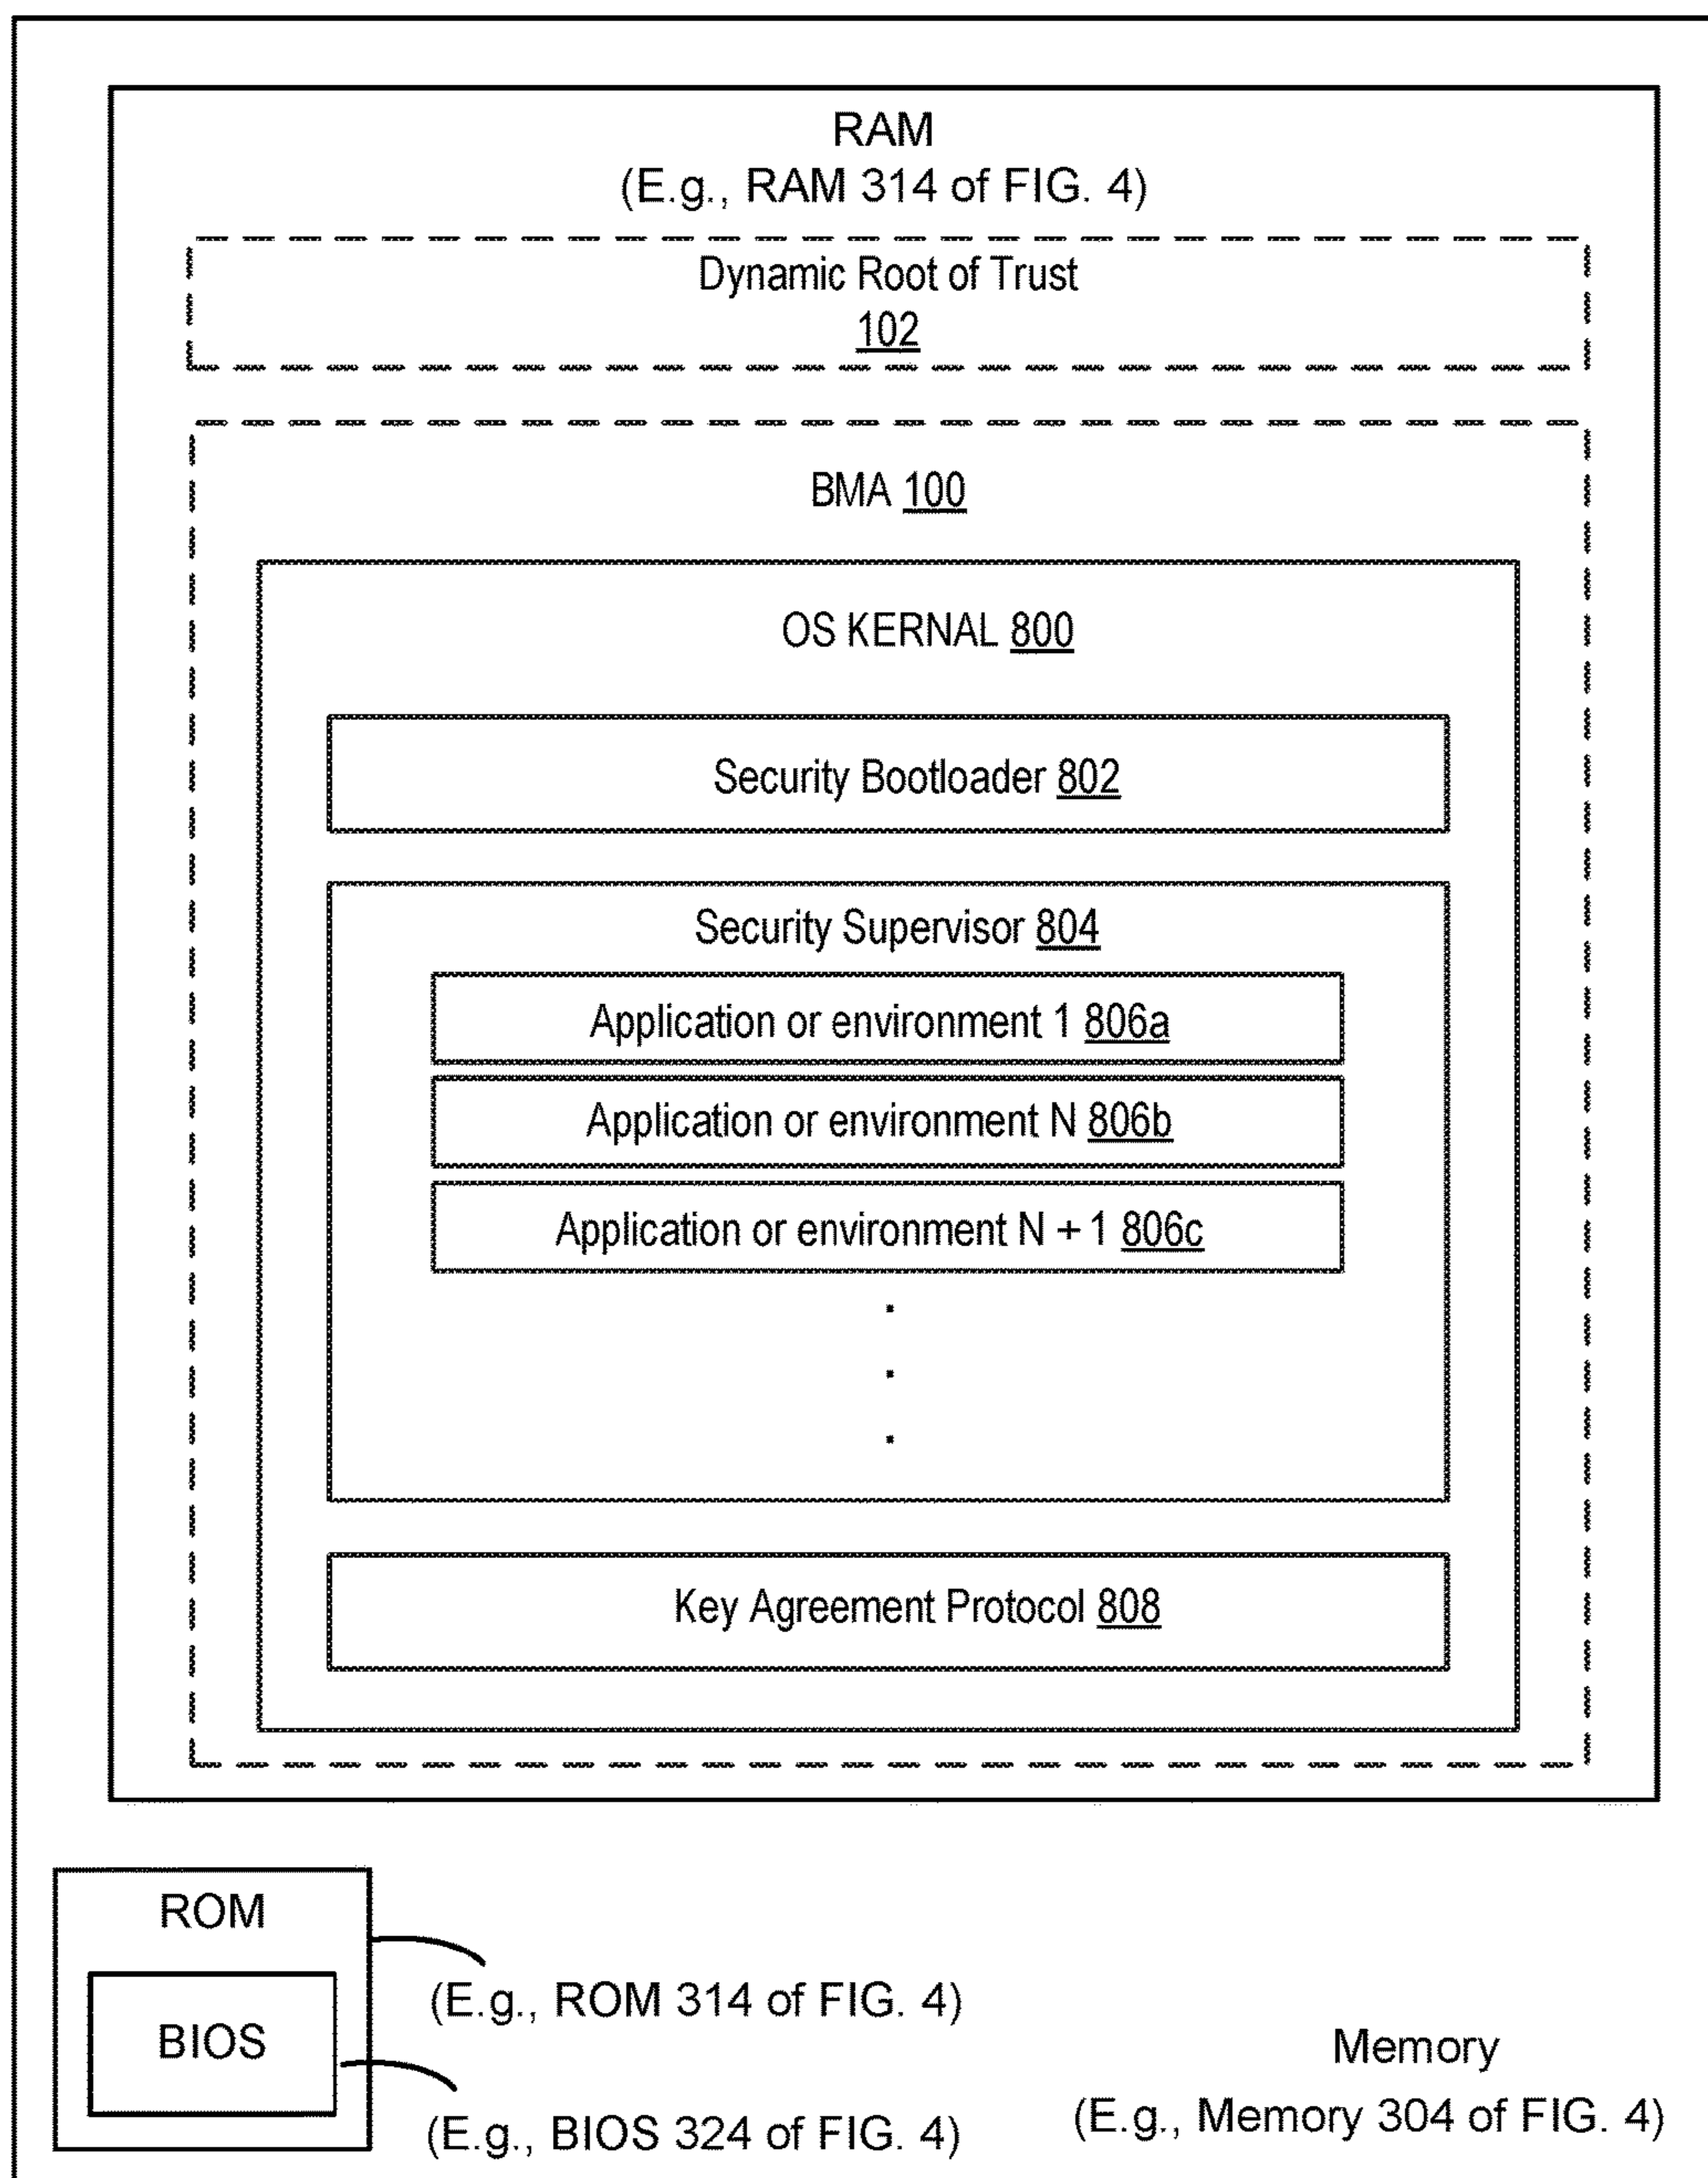 RAM
(E.g., RAM 314 of FIG. 4)
Dynamic Root of Trust
102
BMA 100
OS KERNAL 800
Security Bootloader 802
Security Supervisor 804
Application or environment 1 806a
Application or environment N 806b
Application or environment N + 1 806c
Key Agreement Protocol 808
ROM
(E.g., ROM 314 of FIG. 4)
BIOS
(E.g., BIOS 324 of FIG. 4)
Memory
(E.g., Memory 304 of FIG. 4)